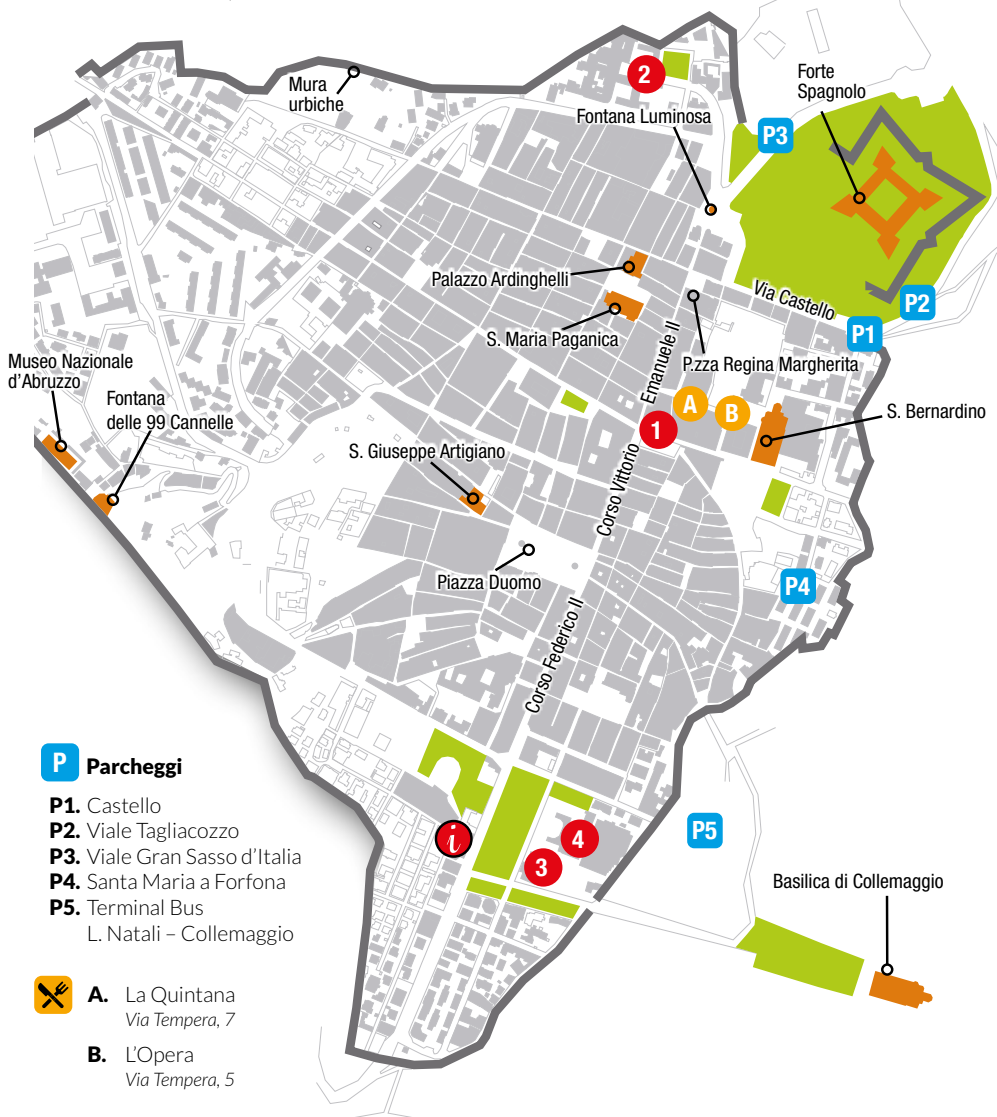 2
Mura
urbiche
Forte
Spagnolo
Fontana Luminosa
P3
Palazzo Ardinghelli
Via Castello
P2
S. Maria Paganica
P1
Emanuele II
P.zza Regina Margherita
Museo Nazionale
d'Abruzzo
Fontana
delle 99 Cannelle
A
B
S. Bernardino
1
S. Giuseppe Artigiano
Corso Vittorio
Piazza Duomo
P4
Corso Federico II
P Parcheggi
P1. Castello
P2. Viale Tagliacozzo
P3. Viale Gran Sasso d'Italia
P4. Santa Maria a Forfona
P5. Terminal Bus
L. Natali – Collemaggio
i
4
3
P5
Basilica di Collemaggio
A. La Quintana
Via Tempera, 7
B. L'Opera
Via Tempera, 5